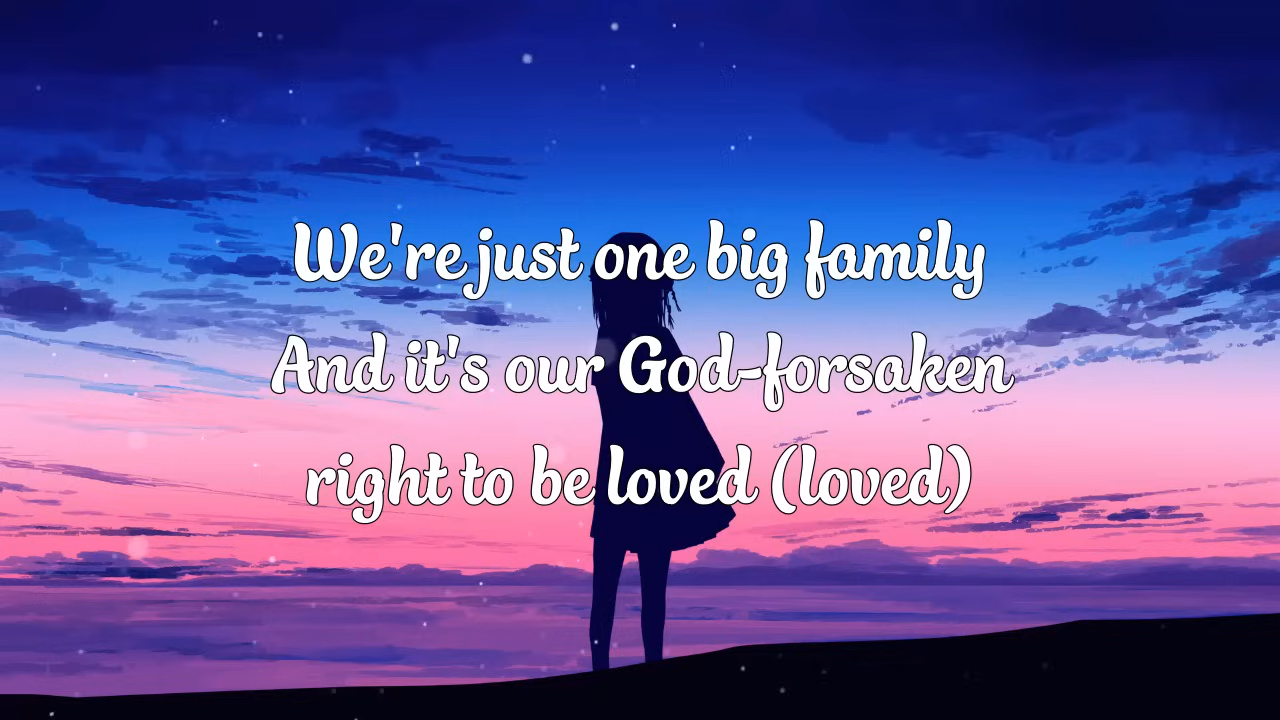 We're just one big family
And it's our God-forsaken
right to be loved (loved)